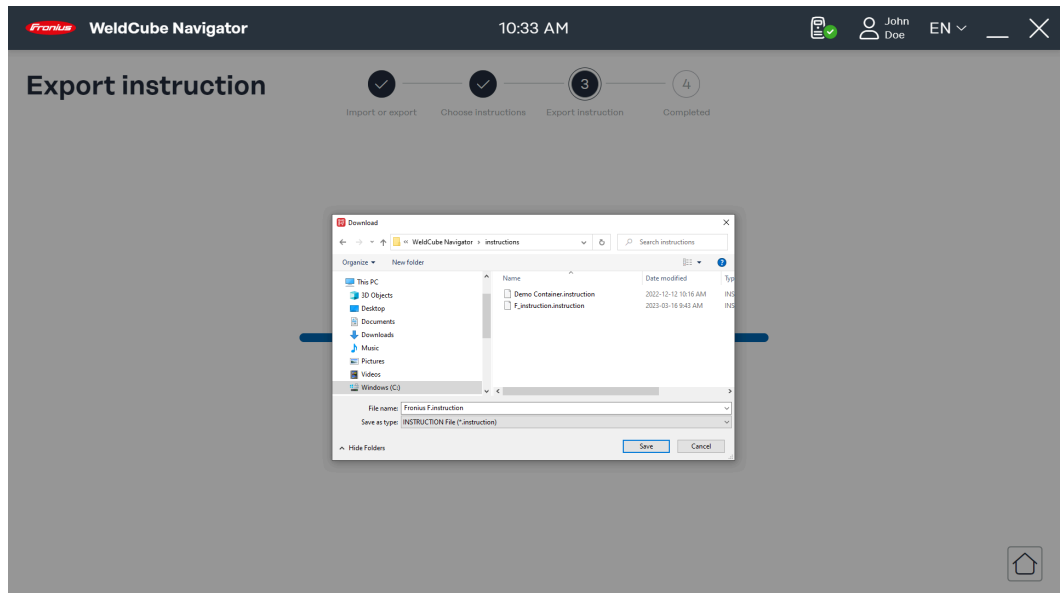 Fronius WeldCube Navigator 10:33 AM John Doe EN
Export instruction
3 4
Import or export Choose instructions Export instruction Completed
Download
« WeldCube Navigator › instructions Search instructions
Organize New folder
Name Date modified Typ
This PC
3D Objects
Desktop
Documents
Downloads
Music
Pictures
Videos
Windows (C:)
Demo Container.instruction 2022-12-12 10:16 AM INS
F_instruction.instruction 2023-03-16 9:43 AM INS
File name: Fronius F.instruction
Save as type: INSTRUCTION File (*.instruction)
Hide Folders Save Cancel